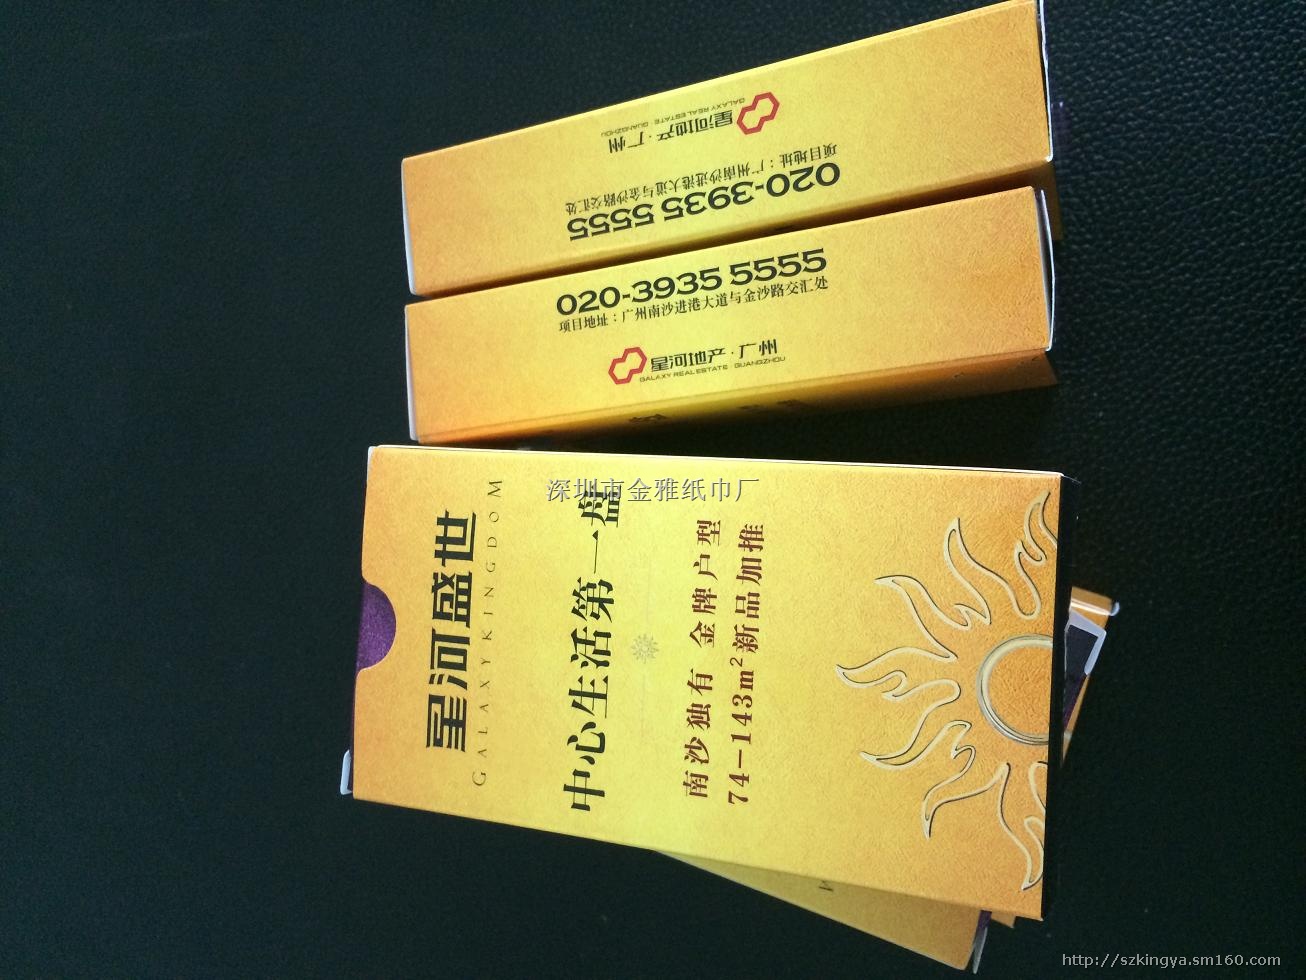 星河地产·广州
GALAXY REAL ESTATE · GUANGZHOU
项目地址：广州南沙进港大道与金沙路交汇处
020-3935 5555
020-3935 5555
项目地址：广州南沙进港大道与金沙路交汇处
星河地产·广州
GALAXY REAL ESTATE · GUANGZHOU
深圳市金雅纸巾厂
星河盛世
GALAXY KINGDOM
中心生活第一盘
南沙独有 金牌户型
74-143m²新品加推
http://szkingya.sm160.com